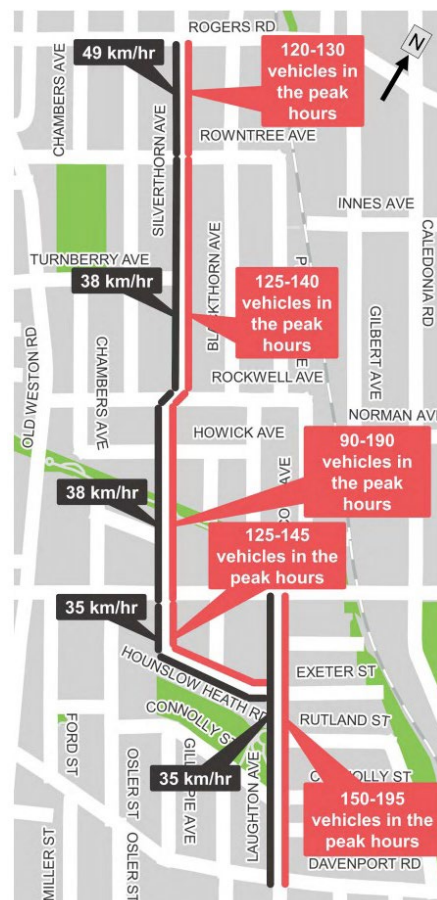 ROGERS RD
49 km/hr
120-130
vehicles in
the peak
hours
N
CHAMBERS AVE
SILVERTHORN AVE
ROWNTREE AVE
INNES AVE
TURNBERRY AVE
38 km/hr
125-140
vehicles in
the peak
hours
CALEDONIA RD
GILBERT AVE
OLD WESTON RD
CHAMBERS AVE
ROCKWELL AVE
NORMAN AVE
HOWICK AVE
90-190
vehicles in
the peak
hours
38 km/hr
AVE
125-145
vehicles in the
peak hours
35 km/hr
HOUNSLOW HEATH RD
EXETER ST
CONNOLLY ST
RUTLAND ST
FORD ST
35 km/hr
OSLER ST
AVE
LAUGHTON AVE
ST
150-195
vehicles in the
peak hours
MILLER ST
OSLER ST
DAVENPORT RD